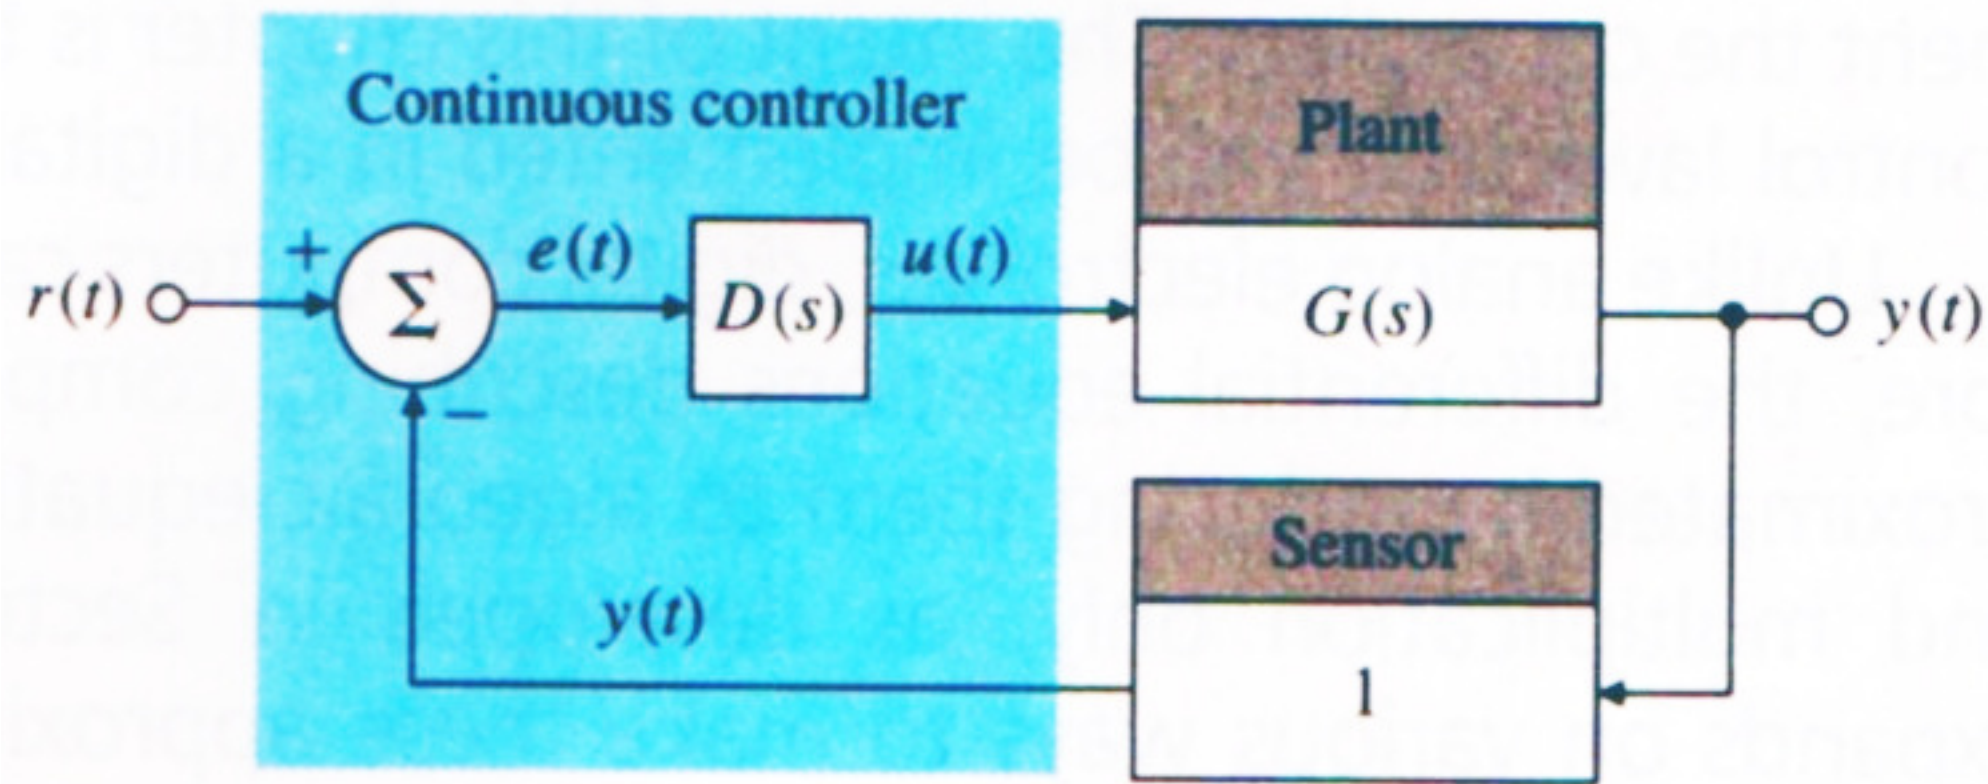 Continuous controller
Plant
r(t)
+
Σ
e(t)
D(s)
u(t)
G(s)
y(t)
−
Sensor
y(t)
1